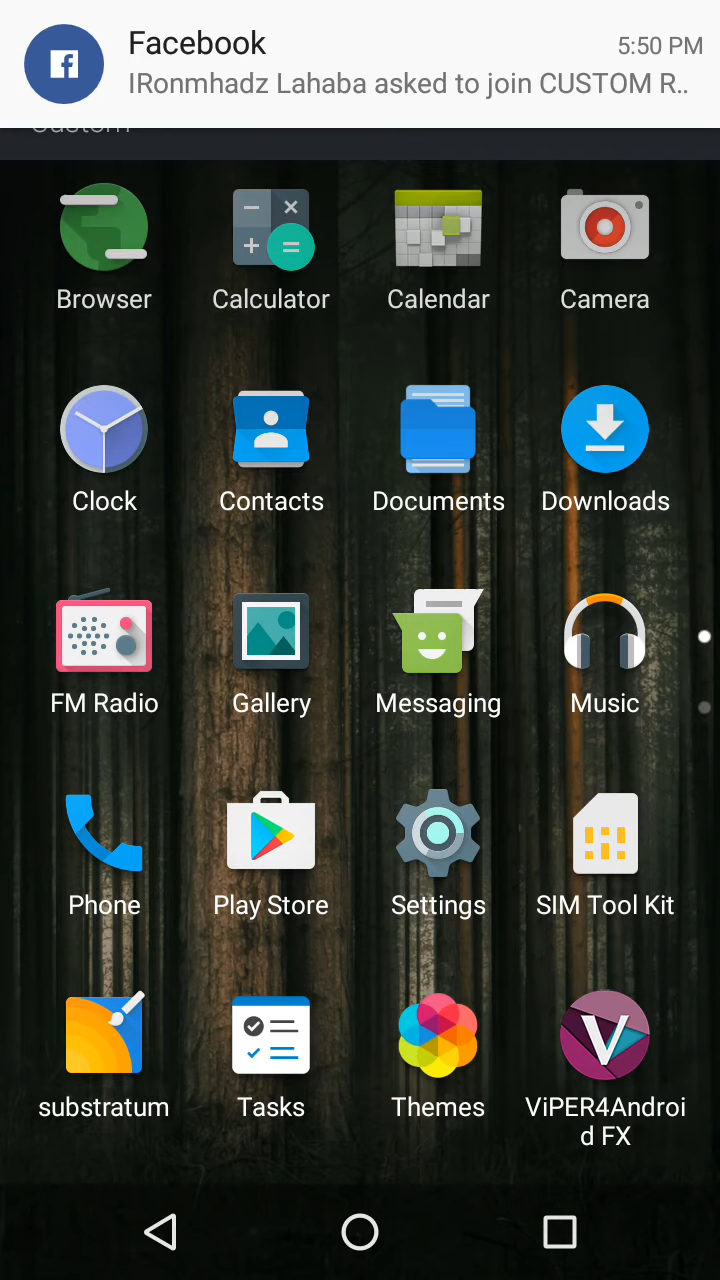 Facebook
5:50 PM
IRonmhadz Lahaba asked to join CUSTOM R..
Custom
Browser
Calculator
Calendar
Camera
Clock
Contacts
Documents
Downloads
FM Radio
Gallery
Messaging
Music
Phone
Play Store
Settings
SIM Tool Kit
substratum
Tasks
Themes
ViPER4Androi
d FX